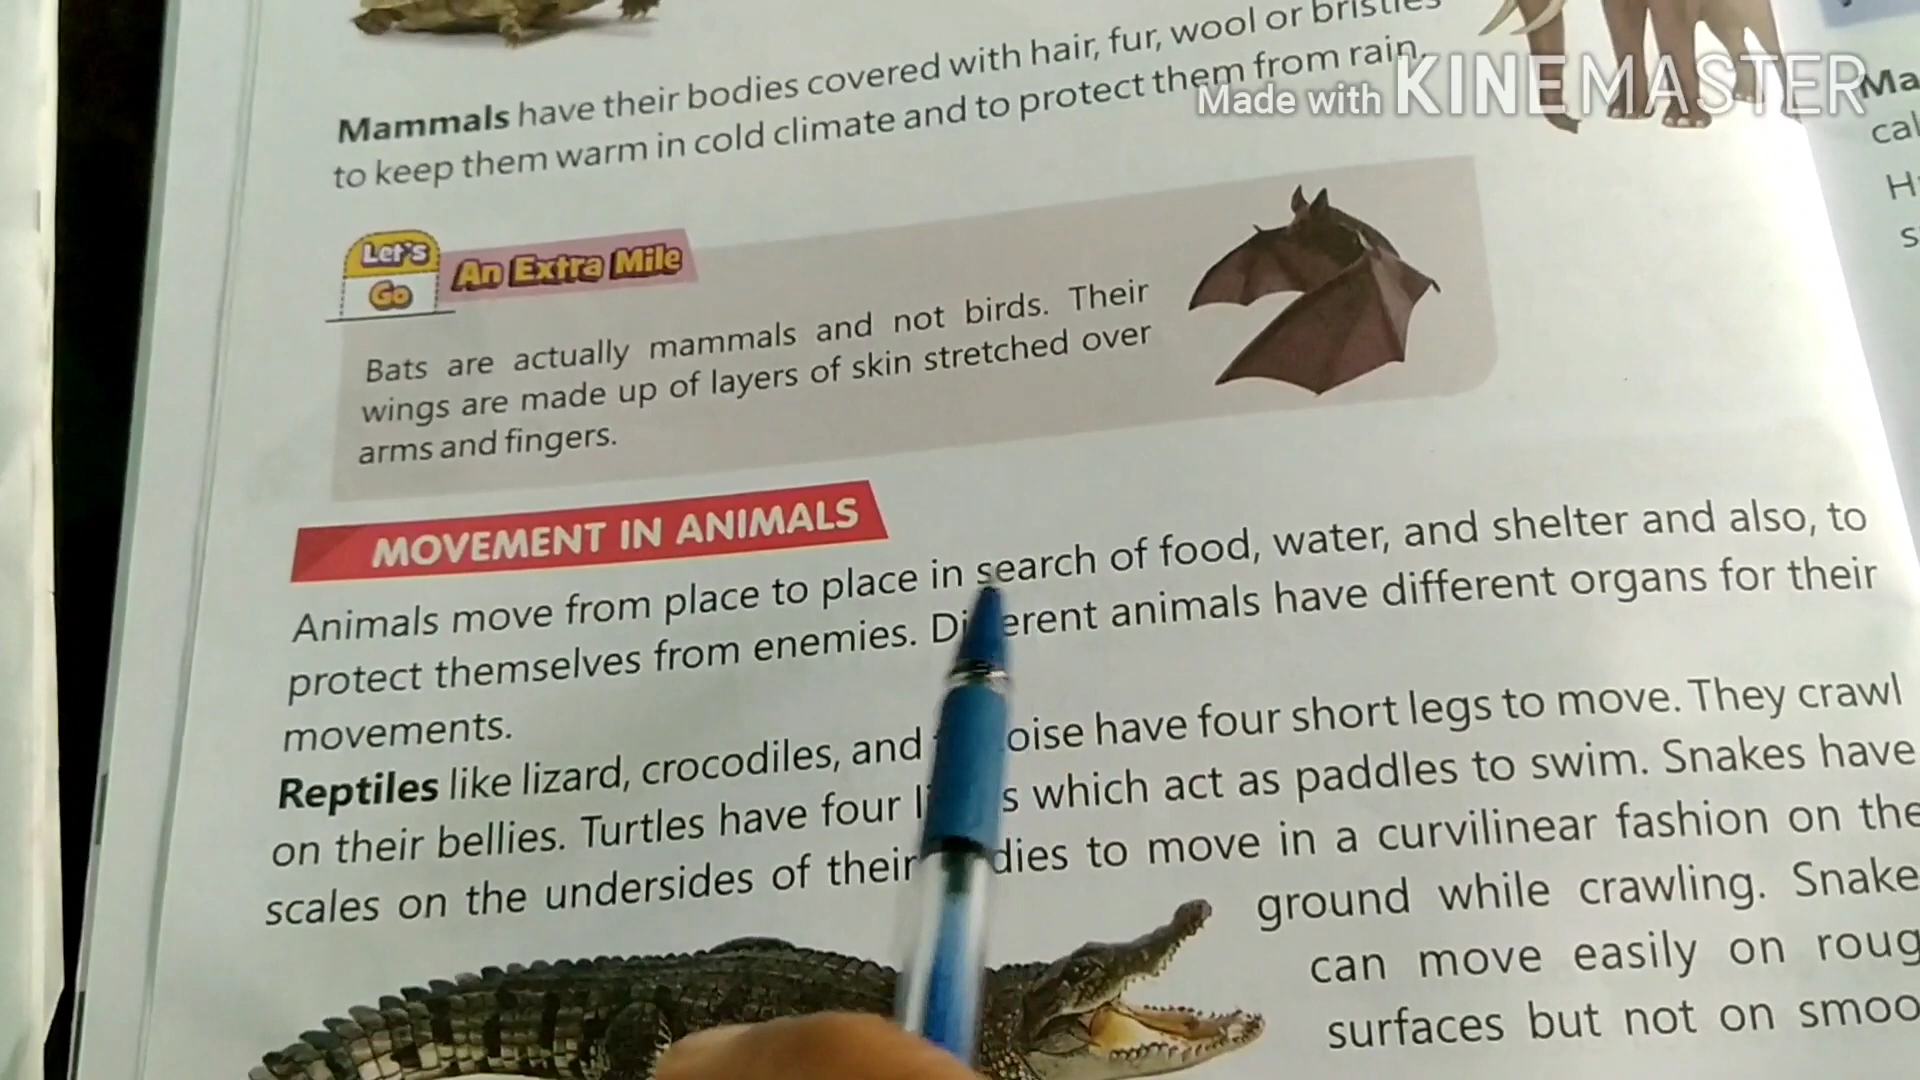 Mammals have their bodies covered with hair, fur, wool or bristles
to keep them warm in cold climate and to protect them from rain.
Made with KINEMASTER
Let's
Go
An Extra Mile
Bats are actually mammals and not birds. Their
wings are made up of layers of skin stretched over
arms and fingers.
MOVEMENT IN ANIMALS
Animals move from place to place in search of food, water, and shelter and also, to
protect themselves from enemies. Different animals have different organs for their
movements.
Reptiles like lizard, crocodiles, and have four short legs to move. They crawl
on their bellies. Turtles have four which act as paddles to swim. Snakes have
scales on the undersides of their bodies to move in a curvilinear fashion on the
ground while crawling. Snake
can move easily on roug
surfaces but not on smoo
Ma
cal